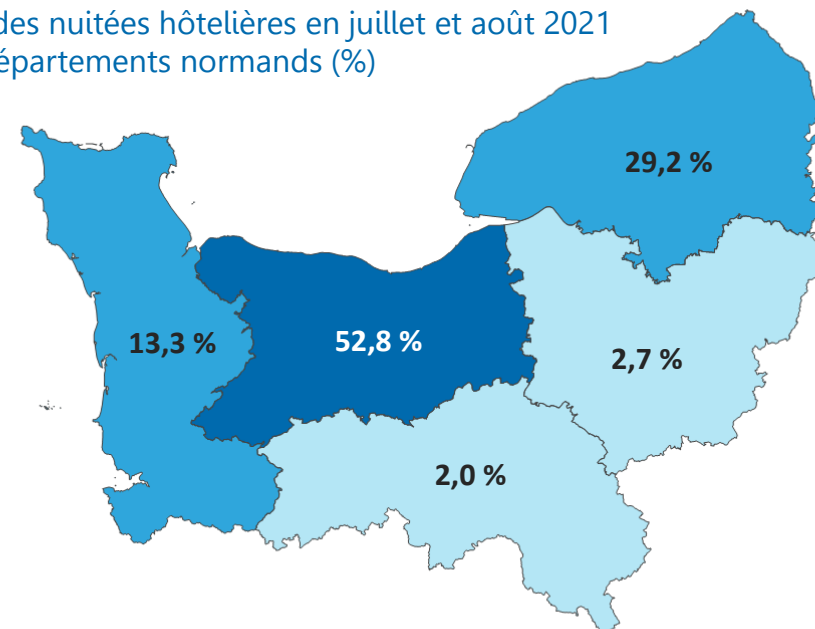 des nuitées hôtelières en juillet et août 2021
épartements normands (%)
29,2 %
13,3 %
52,8 %
2,7 %
2,0 %